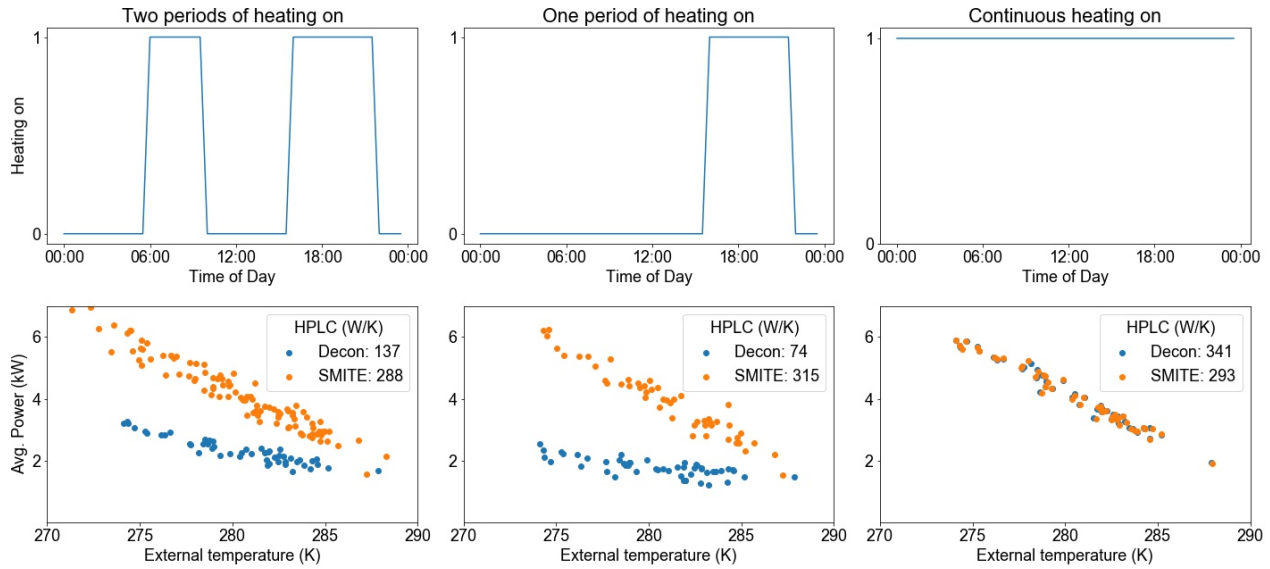 Two periods of heating on
One period of heating on
Continuous heating on
Heating on
1
0
00:00 06:00 12:00 18:00 00:00
Time of Day
1
0
00:00 06:00 12:00 18:00 00:00
Time of Day
1
0
00:00 06:00 12:00 18:00 00:00
Time of Day
Avg. Power (kW)
6
4
2
HPLC (W/K)
Decon: 137
SMITE: 288
270 275 280 285 290
External temperature (K)
6
4
2
HPLC (W/K)
Decon: 74
SMITE: 315
270 275 280 285 290
External temperature (K)
6
4
2
HPLC (W/K)
Decon: 341
SMITE: 293
270 275 280 285 290
External temperature (K)